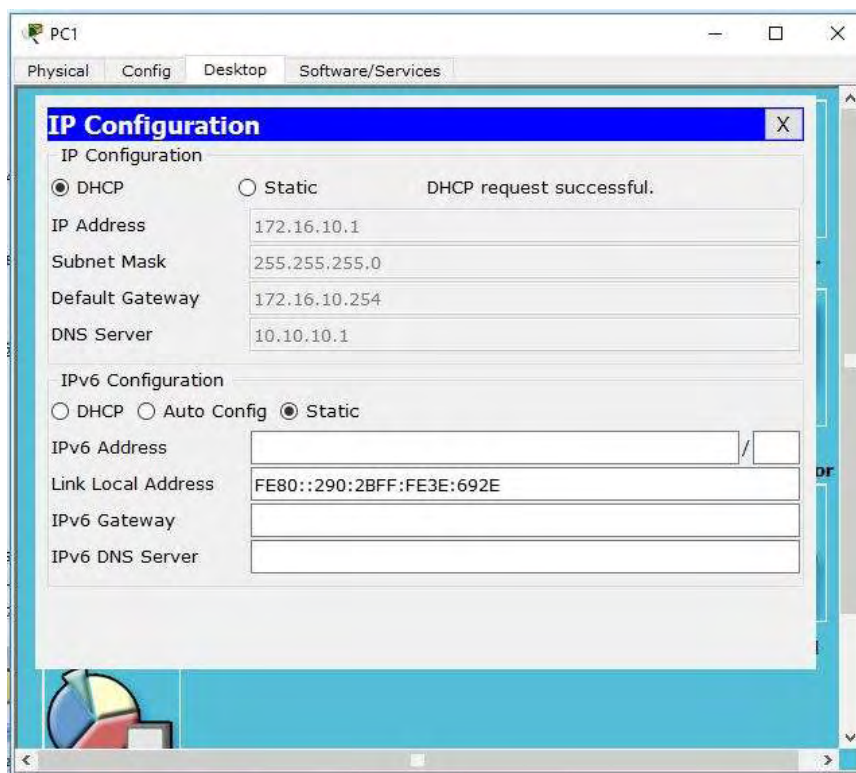 PC1
Physical Config Desktop Software/Services
IP Configuration X
IP Configuration
DHCP Static DHCP request successful.
IP Address 172.16.10.1
Subnet Mask 255.255.255.0
Default Gateway 172.16.10.254
DNS Server 10.10.10.1
IPv6 Configuration
DHCP Auto Config Static
IPv6 Address /
Link Local Address FE80::290:2BFF:FE3E:692E
IPv6 Gateway
IPv6 DNS Server
or